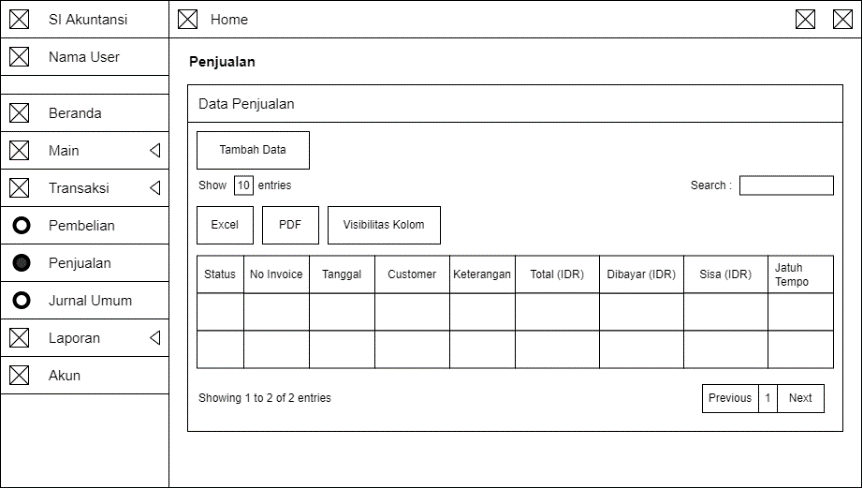 SI Akuntansi
Home
Nama User
Penjualan
Data Penjualan
Beranda
Tambah Data
Main
Show 10 entries
Search :
Transaksi
Excel
PDF
Visibilitas Kolom
Pembelian
Penjualan
Status
No Invoice
Tanggal
Customer
Keterangan
Total (IDR)
Dibayar (IDR)
Sisa (IDR)
Jatuh
Tempo
Jurnal Umum
Laporan
Akun
Showing 1 to 2 of 2 entries
Previous
1
Next